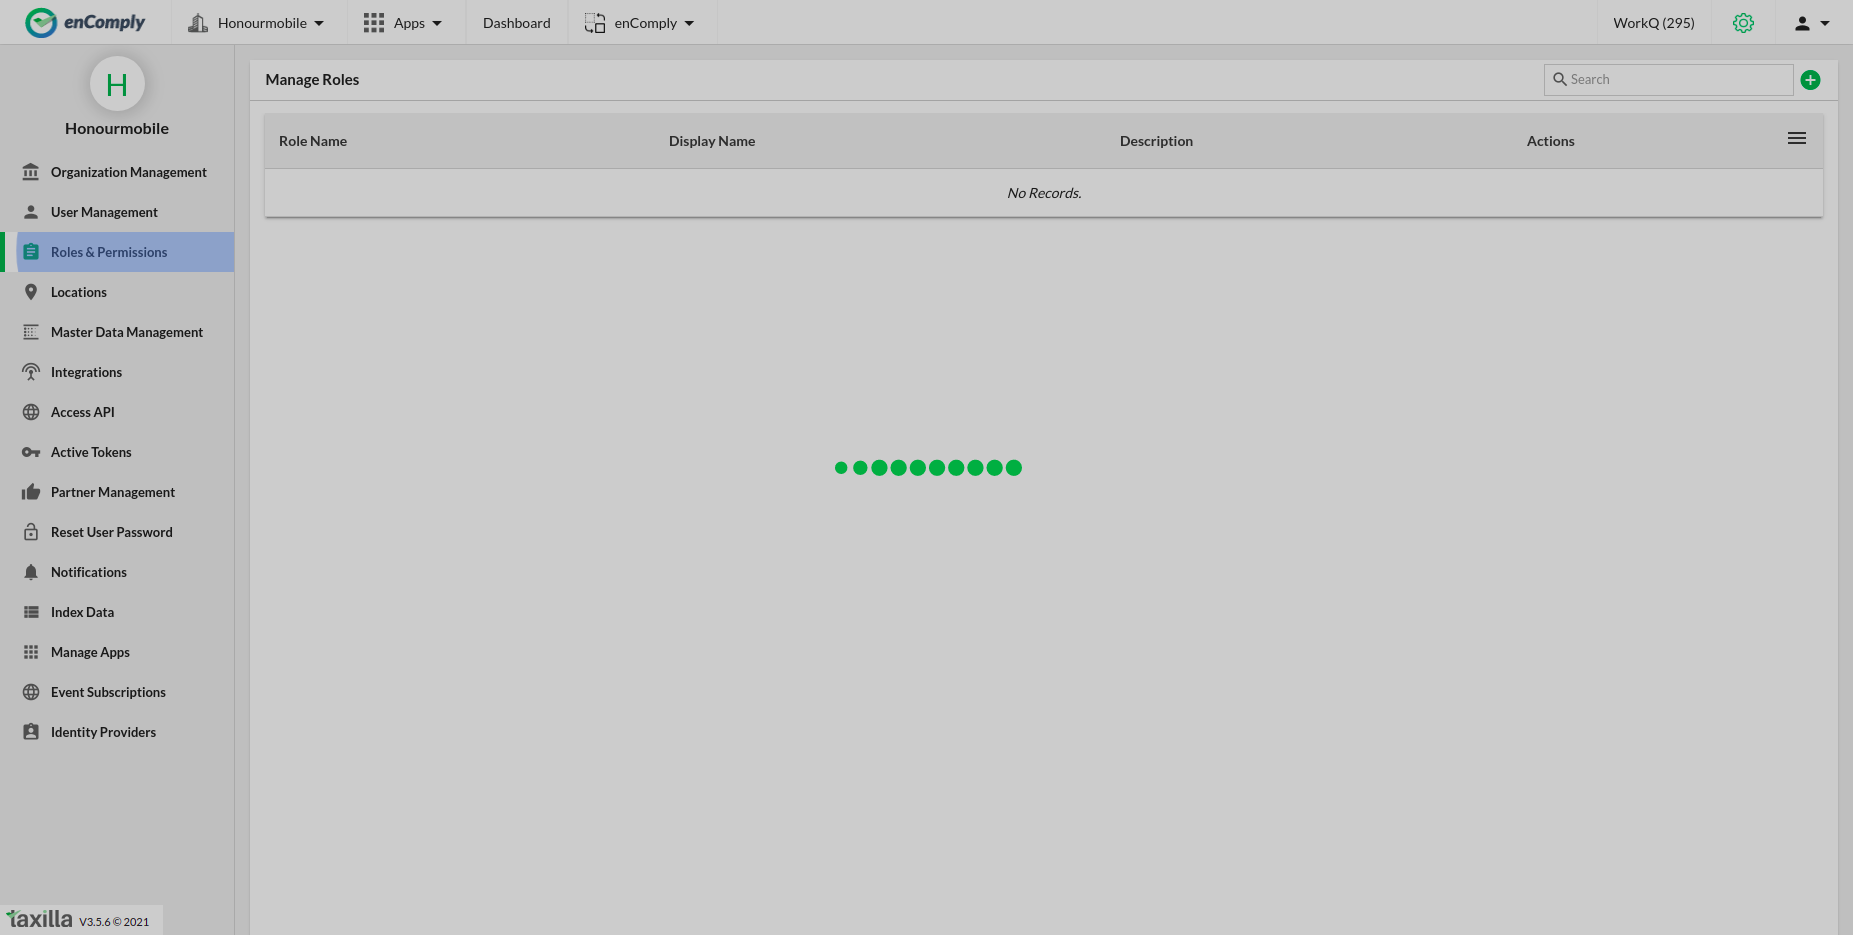 enComply
Honourmobile
Apps
Dashboard
enComply
WorkQ (295)
H
Honourmobile
Organization Management
User Management
Roles & Permissions
Locations
Master Data Management
Integrations
Access API
Active Tokens
Partner Management
Reset User Password
Notifications
Index Data
Manage Apps
Event Subscriptions
Identity Providers
taxilla V3.5.6 © 2021
Manage Roles
Search
Role Name Display Name Description Actions
No Records.